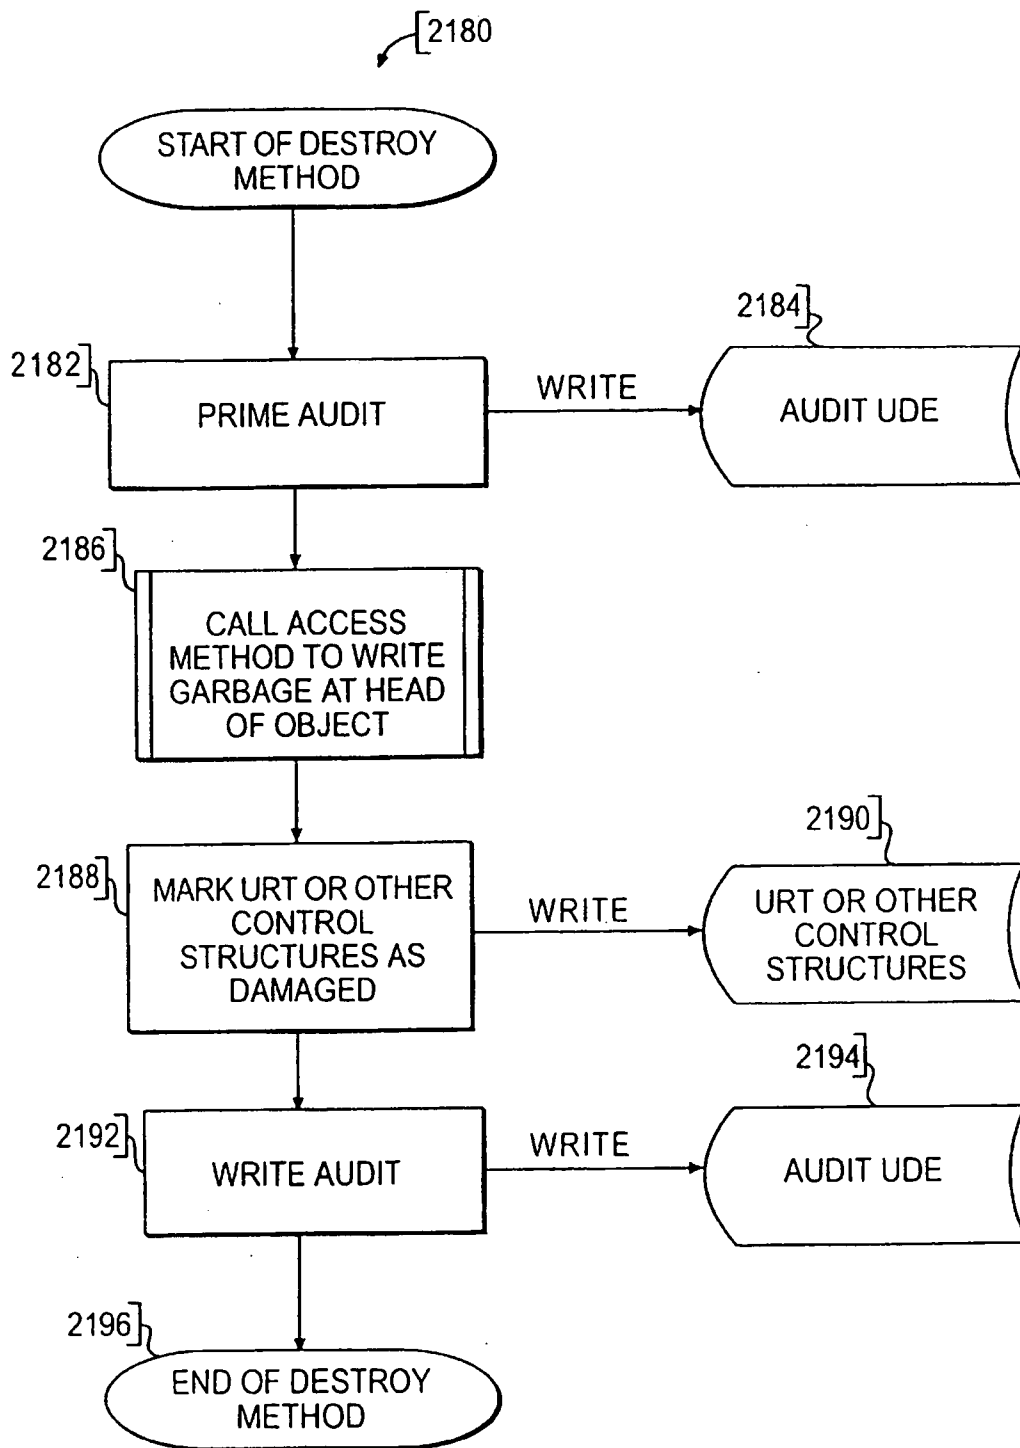 2180
START OF DESTROY
METHOD
2182
PRIME AUDIT
WRITE
2184
AUDIT UDE
2186
CALL ACCESS
METHOD TO WRITE
GARBAGE AT HEAD
OF OBJECT
2188
MARK URT OR OTHER
CONTROL
STRUCTURES AS
DAMAGED
WRITE
2190
URT OR OTHER
CONTROL
STRUCTURES
2192
WRITE AUDIT
WRITE
2194
AUDIT UDE
2196
END OF DESTROY
METHOD